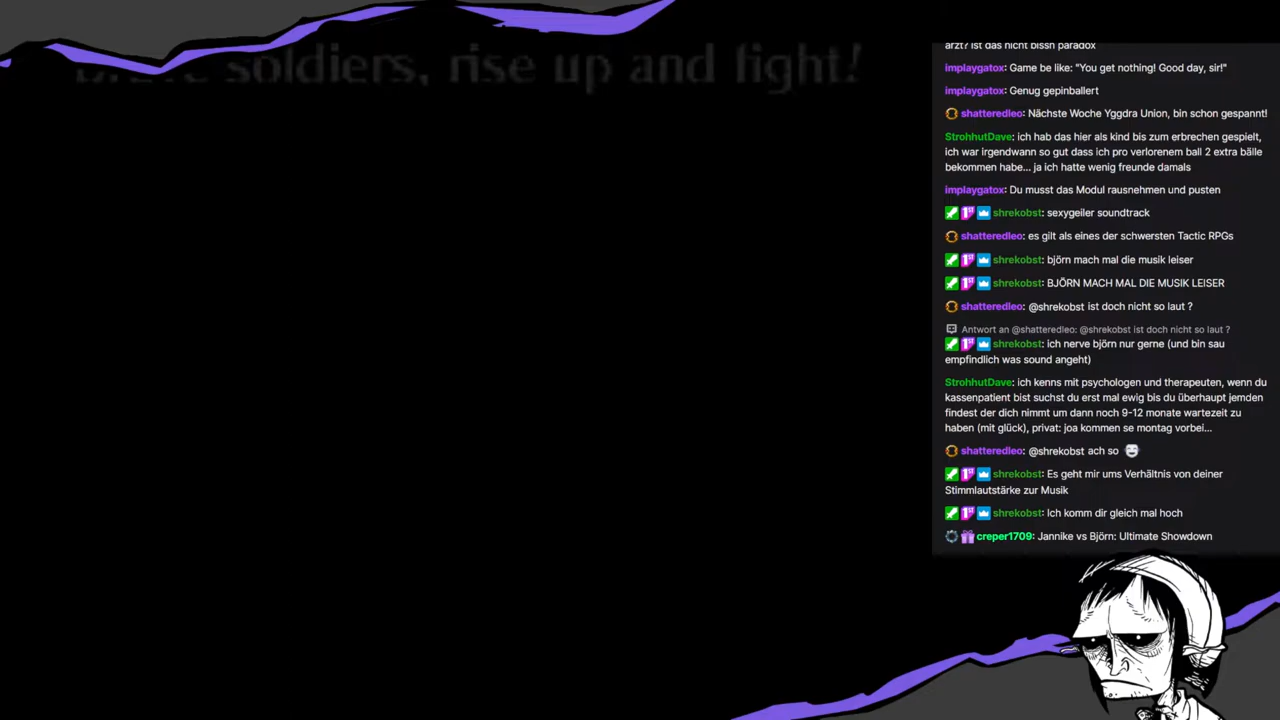 Brave soldiers, rise up and fight!
arzt? ist das nicht bissn paradox
implaygatox: Game be like: "You get nothing! Good day, sir!"
implaygatox: Genug gepinballert
shatteredleo: Nächste Woche Yggdra Union, bin schon gespannt!
StrohhutDave: ich hab das hier als kind bis zum erbrechen gespielt,
ich war irgendwann so gut dass ich pro verlorenem ball 2 extra bälle
bekommen habe... ja ich hatte wenig freunde damals
implaygatox: Du musst das Modul rausnehmen und pusten
shrekobst: sexygeiler soundtrack
shatteredleo: es gilt als eines der schwersten Tactic RPGs
shrekobst: björn mach mal die musik leiser
shrekobst: BJÖRN MACH MAL DIE MUSIK LEISER
shatteredleo: @shrekobst ist doch nicht so laut ?
Antwort an @shatteredleo: @shrekobst ist doch nicht so laut ?
shrekobst: ich nerve björn nur gerne (und bin sau
empfindlich was sound angeht)
StrohhutDave: ich kenns mit psychologen und therapeuten, wenn du
kassenpatient bist suchst du erst mal ewig bis du überhaupt jemden
findest der dich nimmt um dann noch 9-12 monate wartezeit zu
haben (mit glück), privat: joa kommen se montag vorbei...
shatteredleo: @shrekobst ach so
shrekobst: Es geht mir ums Verhältnis von deiner
Stimmlautstärke zur Musik
shrekobst: Ich komm dir gleich mal hoch
creper1709: Jannike vs Björn: Ultimate Showdown